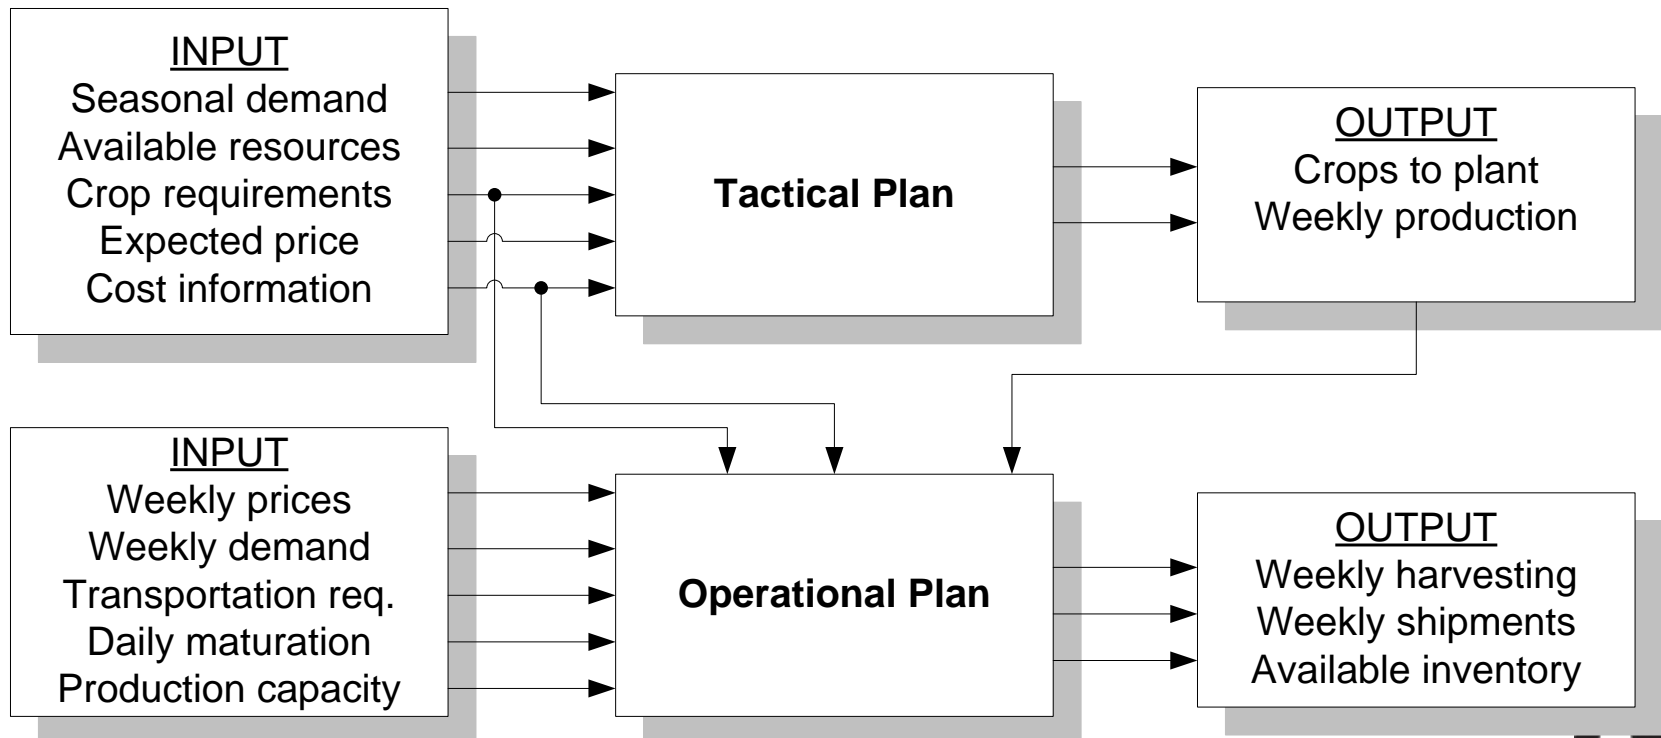 INPUT
Seasonal demand
Available resources
Crop requirements
Expected price
Cost information
Tactical Plan
OUTPUT
Crops to plant
Weekly production
INPUT
Weekly prices
Weekly demand
Transportation req.
Daily maturation
Production capacity
Operational Plan
OUTPUT
Weekly harvesting
Weekly shipments
Available inventory